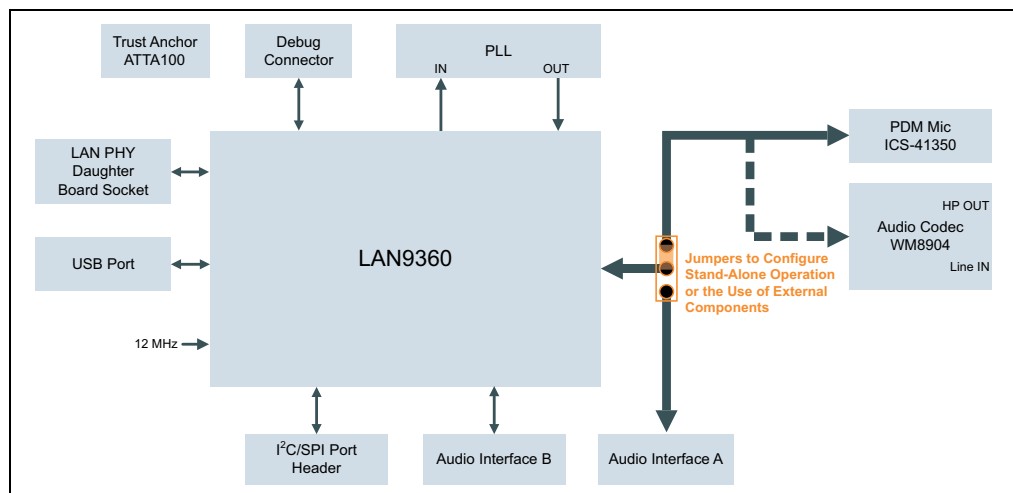 Trust Anchor
ATTA100
Debug
Connector
PLL
IN
OUT
LAN PHY
Daughter
Board Socket
PDM Mic
ICS-41350
HP OUT
Audio Codec
WM8904
Line IN
USB Port
LAN9360
Jumpers to Configure
Stand-Alone Operation
or the Use of External
Components
12 MHz
I²C/SPI Port
Header
Audio Interface B
Audio Interface A